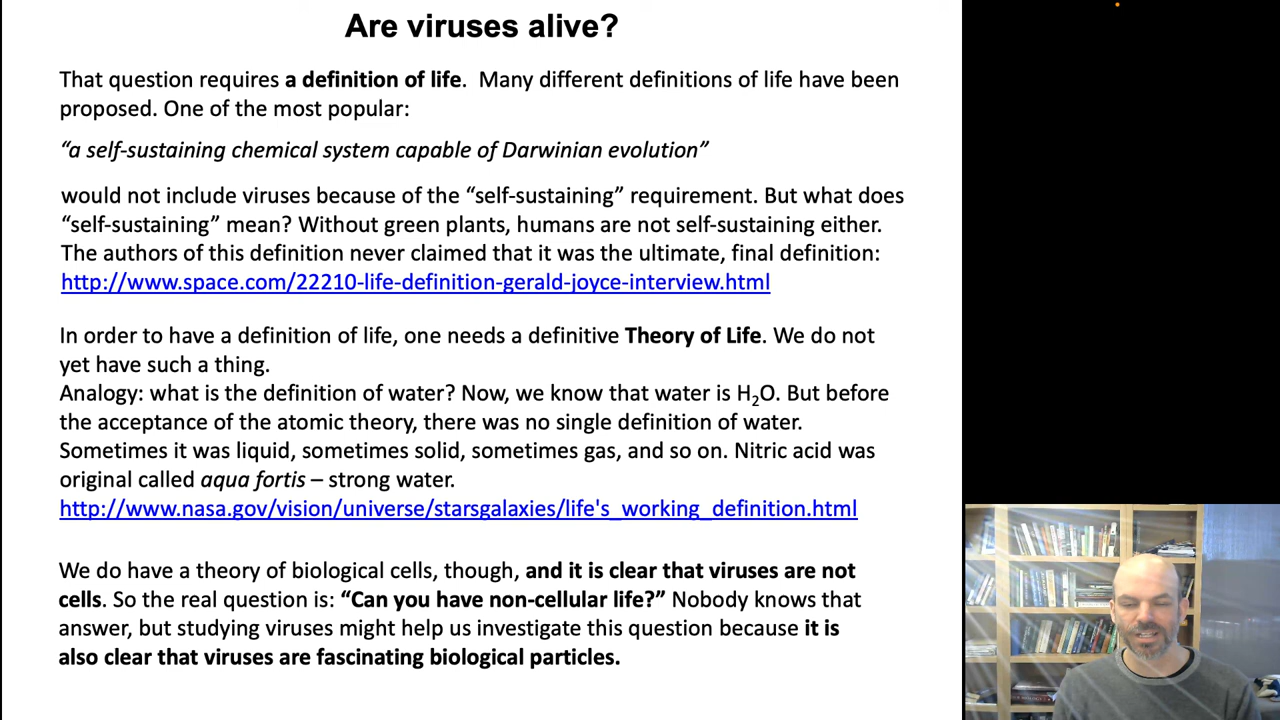 Are viruses alive?
That question requires a definition of life.  Many different definitions of life have been
proposed. One of the most popular:
“a self-sustaining chemical system capable of Darwinian evolution”
would not include viruses because of the “self-sustaining” requirement. But what does
“self-sustaining” mean? Without green plants, humans are not self-sustaining either.
The authors of this definition never claimed that it was the ultimate, final definition:
http://www.space.com/22210-life-definition-gerald-joyce-interview.html
In order to have a definition of life, one needs a definitive Theory of Life. We do not
yet have such a thing.
Analogy: what is the definition of water? Now, we know that water is H₂O. But before
the acceptance of the atomic theory, there was no single definition of water.
Sometimes it was liquid, sometimes solid, sometimes gas, and so on. Nitric acid was
original called aqua fortis – strong water.
http://www.nasa.gov/vision/universe/starsgalaxies/life's_working_definition.html
We do have a theory of biological cells, though, and it is clear that viruses are not
cells. So the real question is: “Can you have non-cellular life?” Nobody knows that
answer, but studying viruses might help us investigate this question because it is
also clear that viruses are fascinating biological particles.